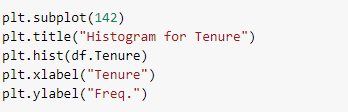 plt.subplot(142)
plt.title("Histogram for Tenure")
plt.hist(df.Tenure)
plt.xlabel("Tenure")
plt.ylabel("Freq.")